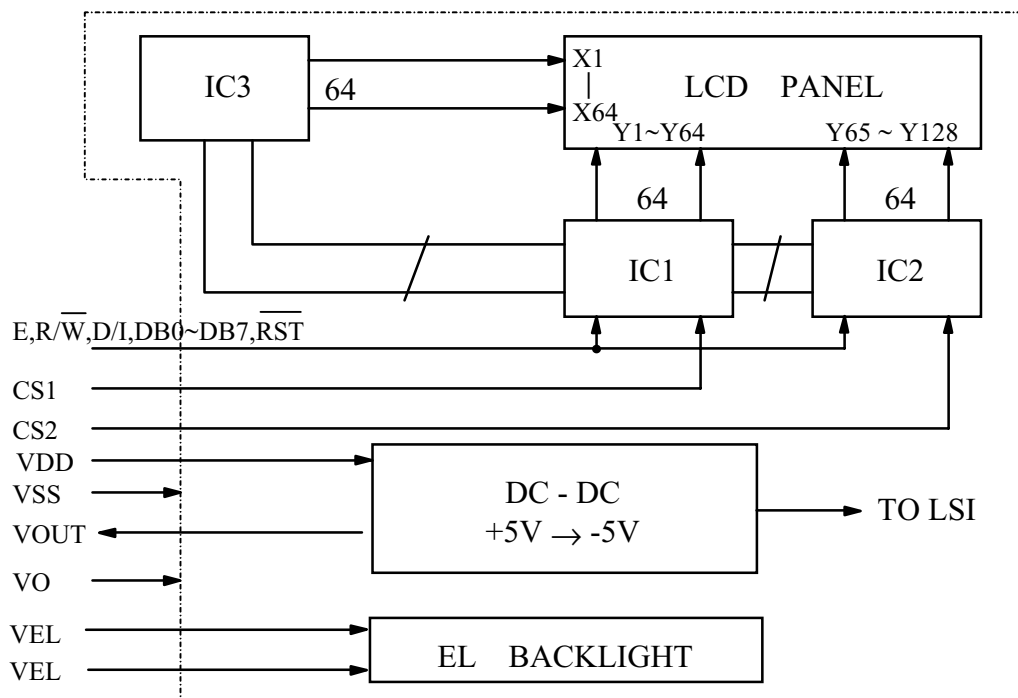 IC3
64
X1
|
X64
LCD PANEL
Y1~Y64
Y65 ~ Y128
64
64
IC1
IC2
E,R/W̅,D/I,DB0~DB7,R̅S̅T̅
CS1
CS2
VDD
VSS
VOUT
VO
VEL
VEL
DC - DC
+5V → -5V
TO LSI
EL BACKLIGHT